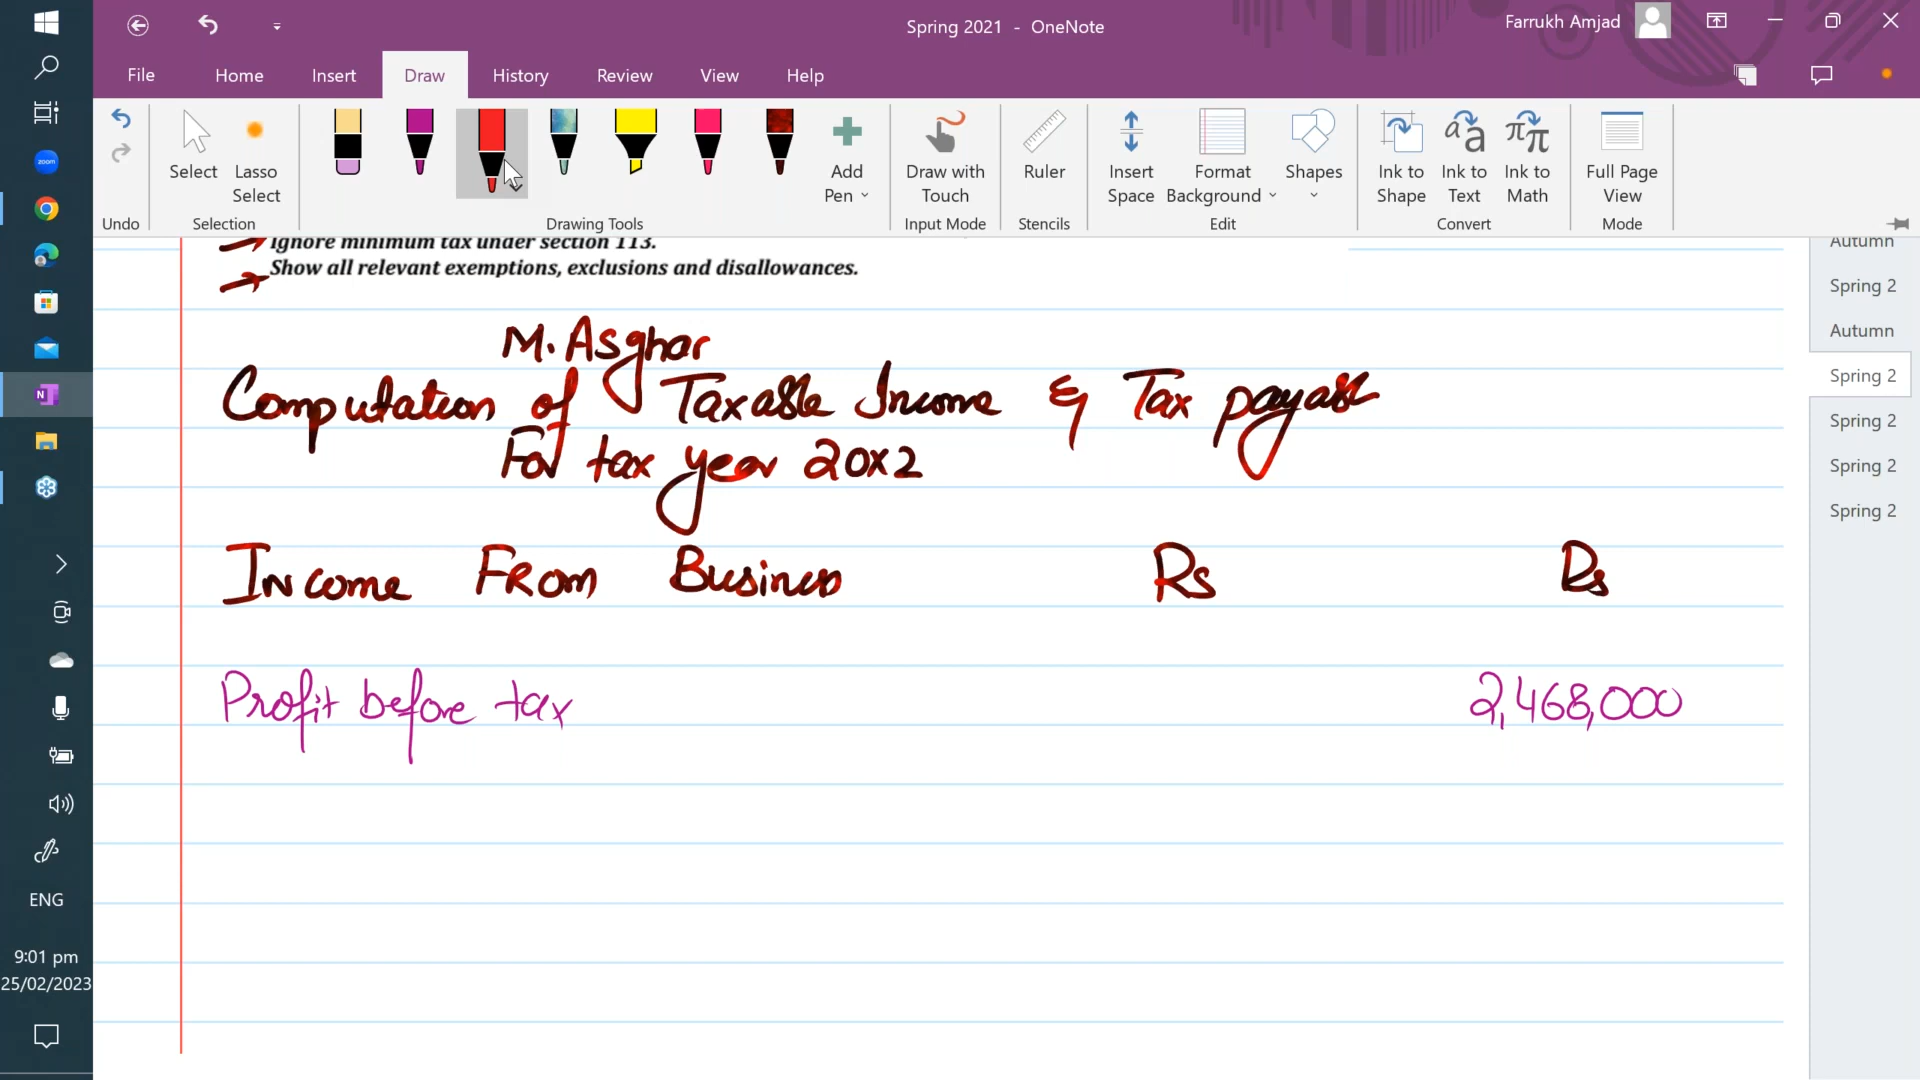 Spring 2021 - OneNote
Farrukh Amjad
File Home Insert Draw History Review View Help
Select
Lasso Select
Add Pen
Draw with Touch
Ruler
Insert Space
Format Background
Shapes
Ink to Shape
Ink to Text
Ink to Math
Full Page View
Undo Selection Drawing Tools Input Mode Stencils Edit Convert Mode
Ignore minimum tax under section 113.
Show all relevant exemptions, exclusions and disallowances.
M. Asghar
Computation of Taxable Income & Tax payable
For tax year 20X2
Income From Business Rs Rs
Profit before tax 2,468,000
Autumn
Spring 2
Autumn
Spring 2
Spring 2
Spring 2
Spring 2
zoom
ENG
9:01 pm
25/02/2023